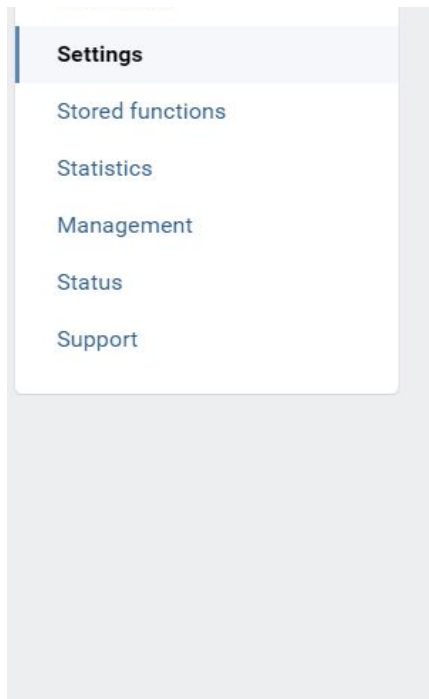 Settings
Stored functions
Statistics
Management
Status
Support